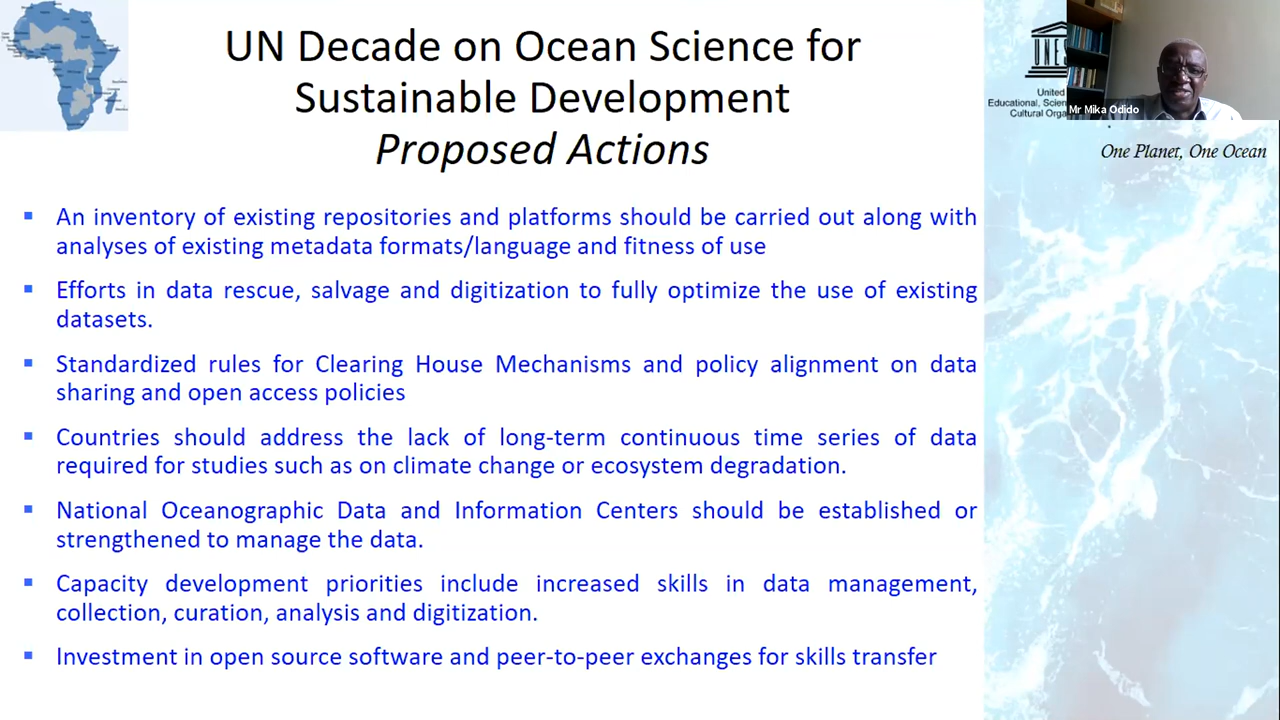 UN Decade on Ocean Science for
Sustainable Development
Proposed Actions
UNES
United
Educational, Scien
Cultural Orga
Mr Mika Odido
One Planet, One Ocean
▪ An inventory of existing repositories and platforms should be carried out along with
analyses of existing metadata formats/language and fitness of use
▪ Efforts in data rescue, salvage and digitization to fully optimize the use of existing
datasets.
▪ Standardized rules for Clearing House Mechanisms and policy alignment on data
sharing and open access policies
▪ Countries should address the lack of long-term continuous time series of data
required for studies such as on climate change or ecosystem degradation.
▪ National Oceanographic Data and Information Centers should be established or
strengthened to manage the data.
▪ Capacity development priorities include increased skills in data management,
collection, curation, analysis and digitization.
▪ Investment in open source software and peer-to-peer exchanges for skills transfer